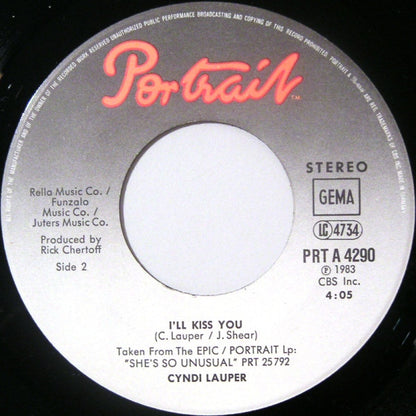 Portrait
TM
STEREO
GEMA
LC 4734
PRT A 4290
Ⓟ 1983
CBS Inc.
4:05
Rella Music Co. /
Funzalo
Music Co. /
Juters Music Co.
Produced by
Rick Chertoff
Side 2
I'LL KISS YOU
(C. Lauper / J. Shear)
Taken From The EPIC / PORTRAIT Lp:
"SHE'S SO UNUSUAL" PRT 25792
CYNDI LAUPER